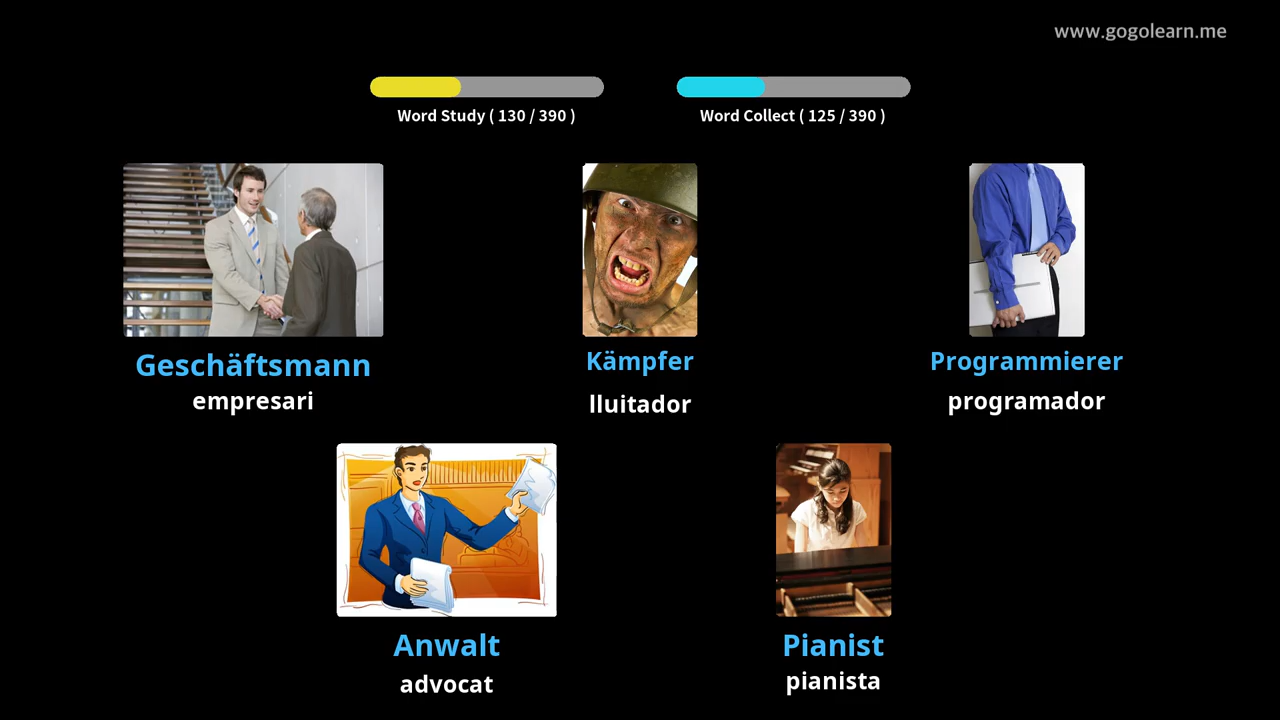 www.gogolearn.me
Word Study ( 130 / 390 )
Word Collect ( 125 / 390 )
Geschäftsmann
empresari
Kämpfer
lluitador
Programmierer
programador
Anwalt
advocat
Pianist
pianista